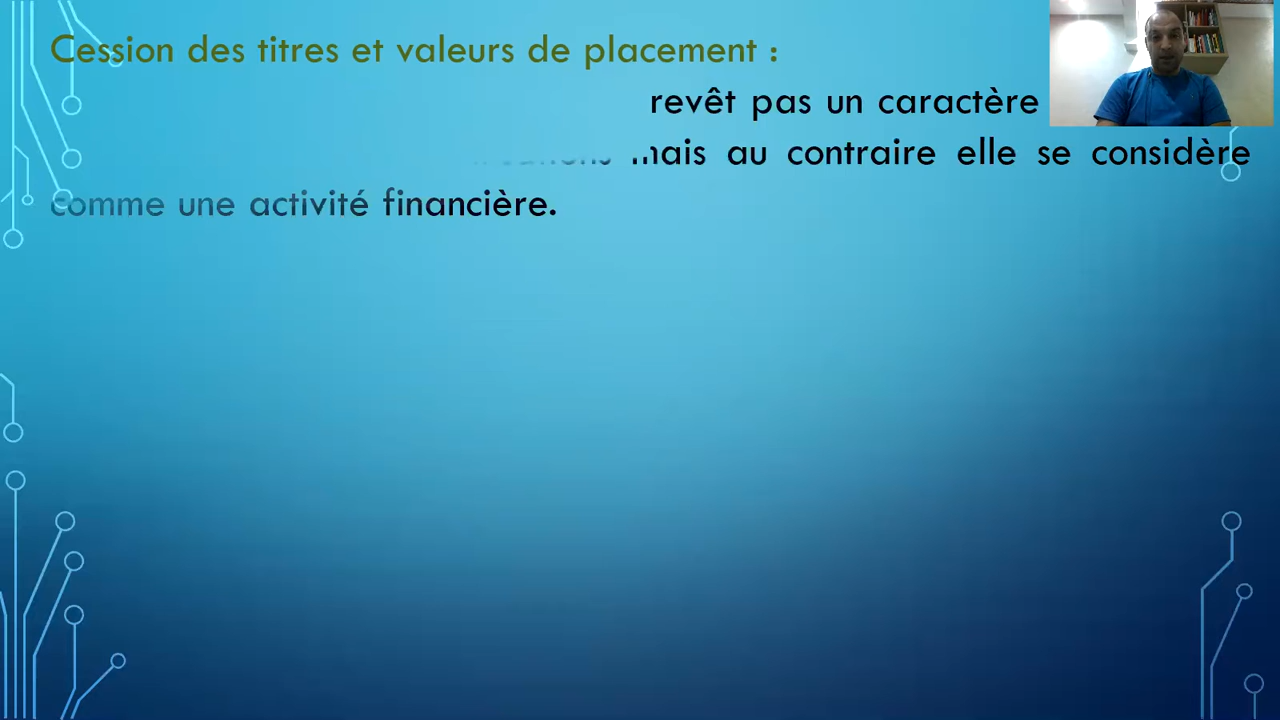 Cession des titres et valeurs de placement :
revêt pas un caractère
mais au contraire elle se considère
comme une activité financière.